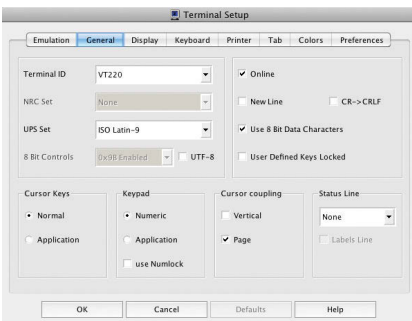 Terminal Setup
Emulation General Display Keyboard Printer Tab Colors Preferences
Terminal ID VT220
NRC Set None
UPS Set ISO Latin-9
8 Bit Controls 0x9B Enabled UTF-8
Online
New Line CR->CRLF
Use 8 Bit Data Characters
User Defined Keys Locked
Cursor Keys
Normal
Application
Keypad
Numeric
Application
use Numlock
Cursor coupling
Vertical
Page
Status Line
None
Labels Line
OK Cancel Defaults Help